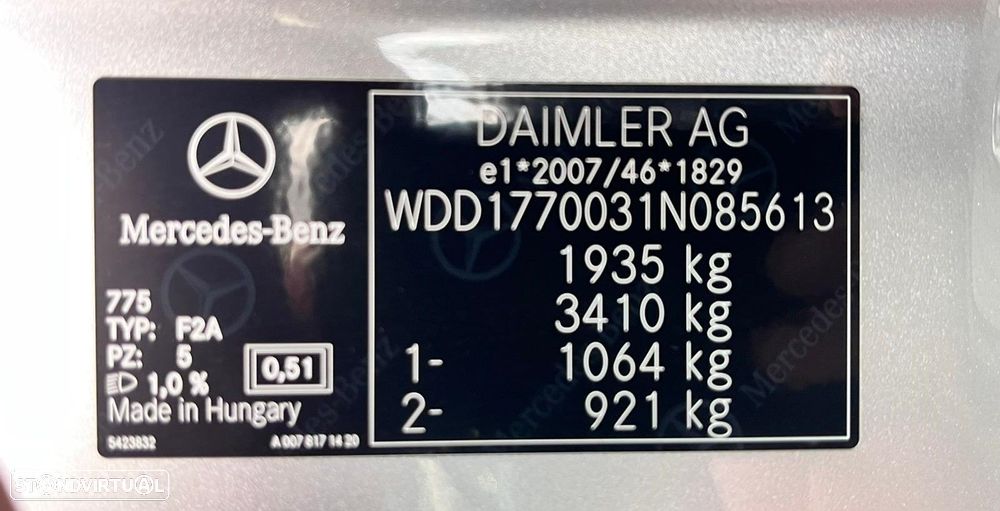 Mercedes-Benz
775
TYP: F2A
PZ: 5
1,0 %
0,51
Made in Hungary
5423832
A 007 817 14 20
DAIMLER AG
e1*2007/46*1829
WDD1770031N085613
1935 kg
3410 kg
1- 1064 kg
2- 921 kg
STANDVIRTUAL